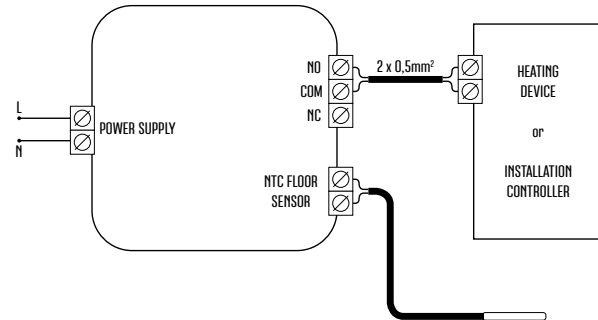 L
N
POWER SUPPLY
NO
COM
NC
NTC FLOOR
SENSOR
2 x 0,5mm²
HEATING
DEVICE
or
INSTALLATION
CONTROLLER